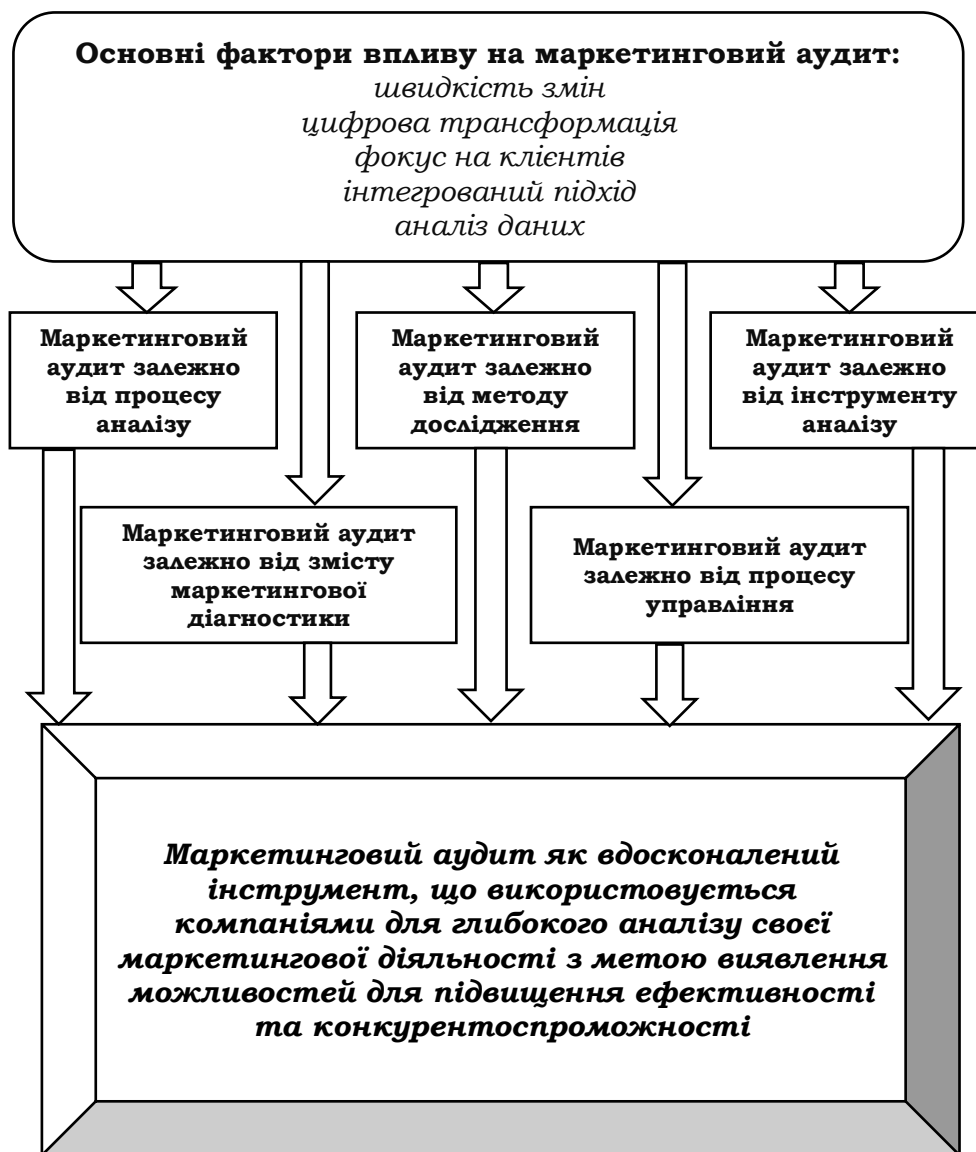 Основні фактори впливу на маркетинговий аудит:
швидкість змін
цифрова трансформація
фокус на клієнтів
інтегрований підхід
аналіз даних
Маркетинговий
аудит залежно
від процесу
аналізу
Маркетинговий
аудит залежно
від методу
дослідження
Маркетинговий
аудит залежно
від інструменту
аналізу
Маркетинговий аудит
залежно від змісту
маркетингової
діагностики
Маркетинговий аудит
залежно від процесу
управління
Маркетинговий аудит як вдосконалений
інструмент, що використовується
компаніями для глибокого аналізу своєї
маркетингової діяльності з метою виявлення
можливостей для підвищення ефективності
та конкурентоспроможності